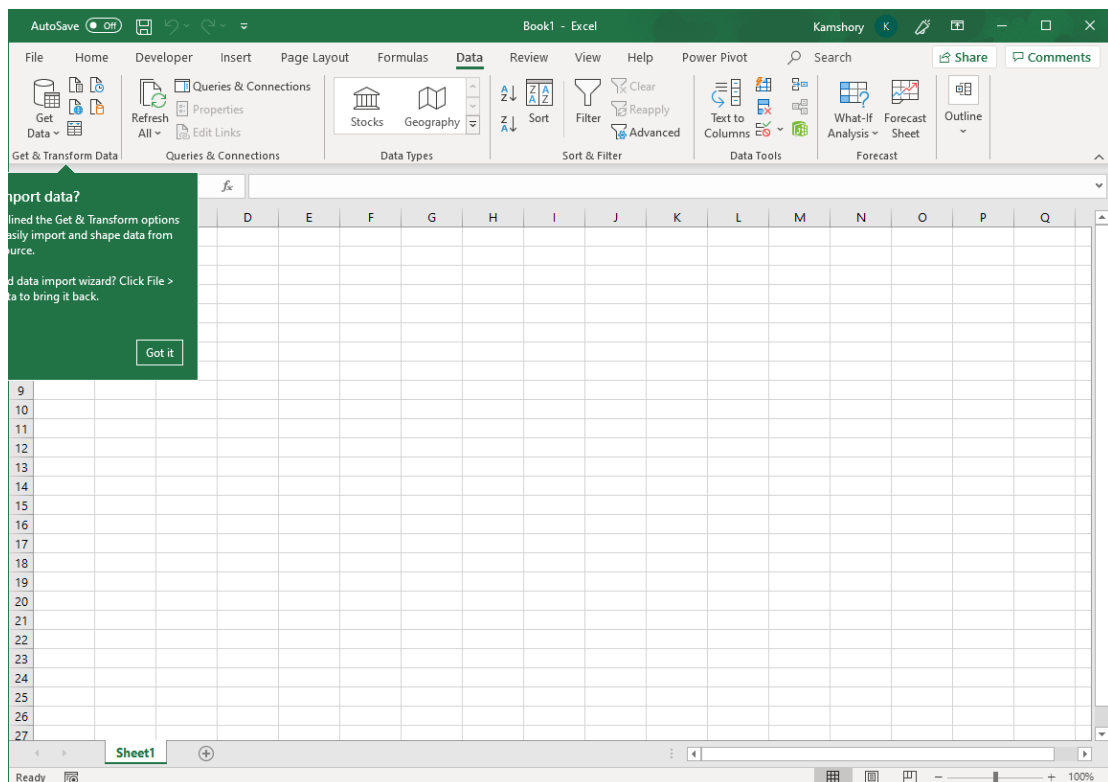 AutoSave Off Book1 - Excel Kamshory K
File Home Developer Insert Page Layout Formulas Data Review View Help Power Pivot Search Share Comments
Get Data
Refresh All
Queries & Connections
Properties
Edit Links
Stocks Geography
Sort
Filter
Clear
Reapply
Advanced
Text to Columns
What-If Analysis
Forecast Sheet
Outline
Get & Transform Data Queries & Connections Data Types Sort & Filter Data Tools Forecast
fx
D E F G H I J K L M N O P Q
data?
the Get & Transform options
import and shape data from
data import wizard? Click File >
to bring it back.
Got it
9
10
11
12
13
14
15
16
17
18
19
20
21
22
23
24
25
26
27
Sheet1
Ready 100%